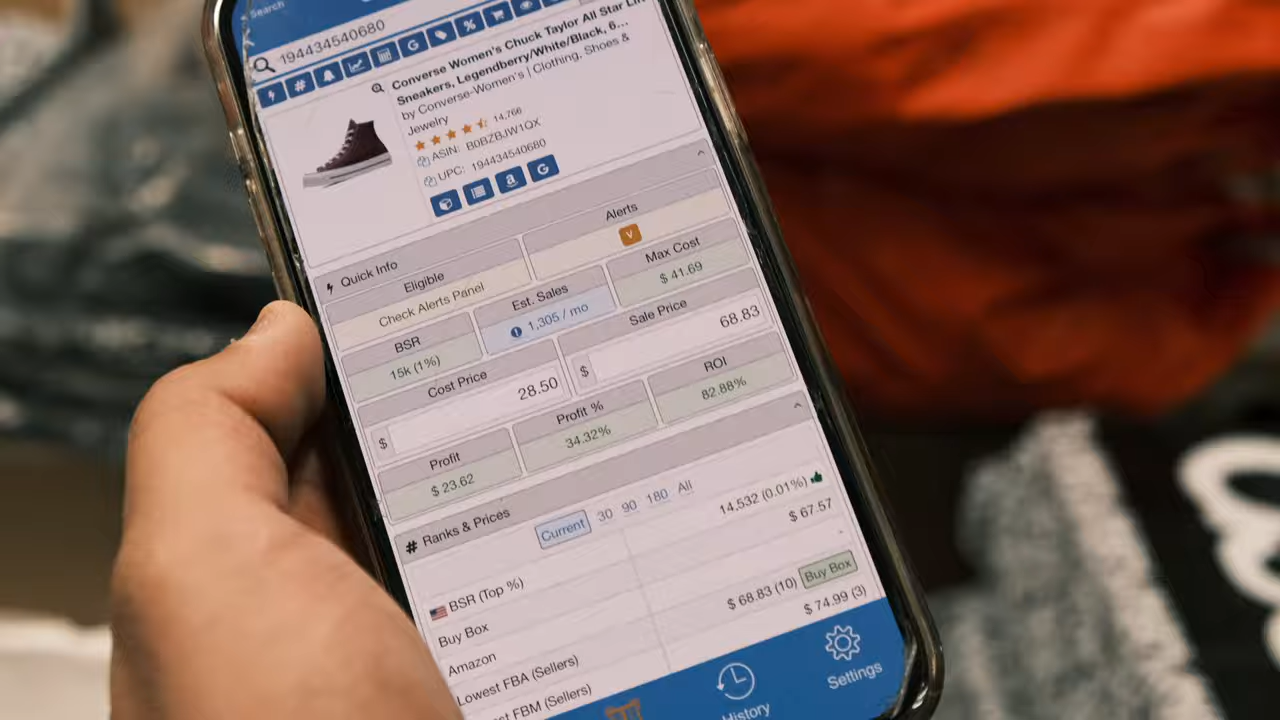 Search
194434540680
Converse Women's Chuck Taylor All Star Lift
Sneakers, Legendberry/White/Black, 6...
by Converse-Women's | Clothing, Shoes &
Jewelry
14,766
ASIN: B0BZBJW1QX
UPC: 194434540680
Quick Info
Eligible
Alerts
Check Alerts Panel
V
BSR
Est. Sales
Max Cost
15k (1%)
1,305 / mo
$ 41.69
Cost Price
Sale Price
$ 28.50
$ 68.83
Profit
Profit %
ROI
$ 23.62
34.32%
82.88%
# Ranks & Prices
Current 30 90 180 All
BSR (Top %) 14,532 (0.01%)
Buy Box $ 67.57
Amazon
Lowest FBA (Sellers) $ 68.83 (10) Buy Box
FBM (Sellers) $ 74.99 (3)
History
Settings